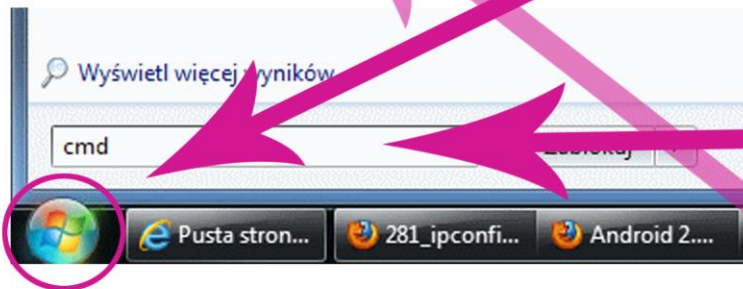 Wyświetl więcej wyników
cmd Zablokuj
Pusta stron... 281_ipconfi... Android 2....